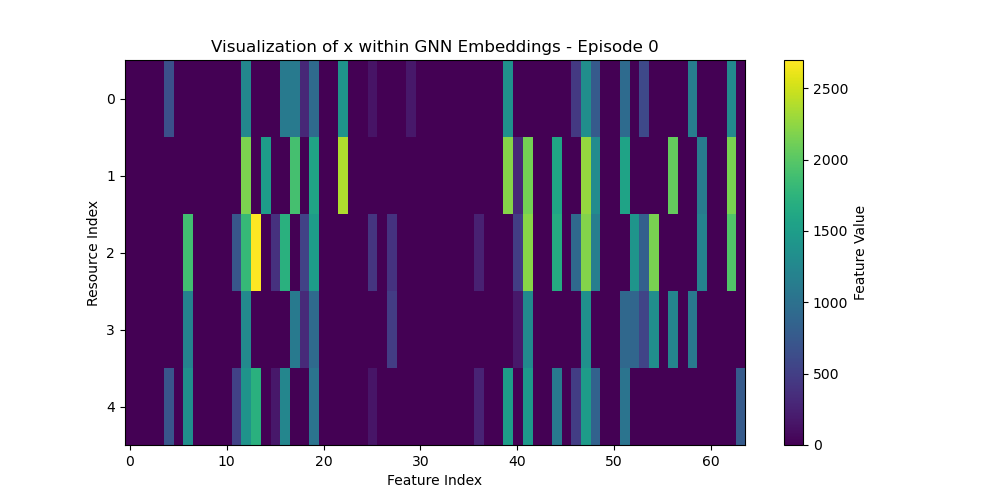 Visualization of x within GNN Embeddings - Episode 0
Resource Index
0
1
2
3
4
0 10 20 30 40 50 60
Feature Index
2500
2000
1500
1000
500
0
Feature Value